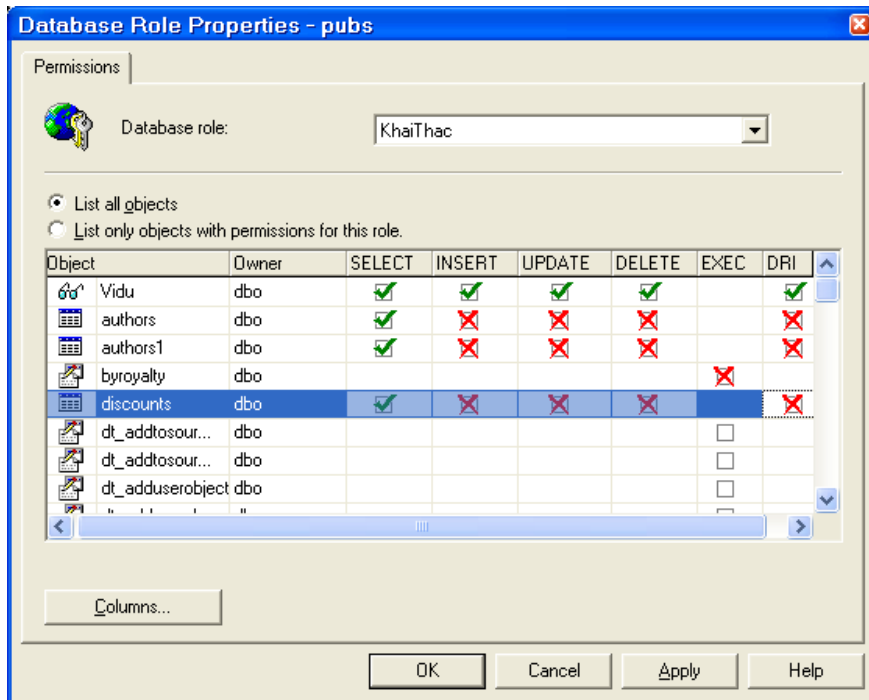 Database Role Properties - pubs
Permissions
Database role: KhaiThac
List all objects
List only objects with permissions for this role.
Object Owner SELECT INSERT UPDATE DELETE EXEC DRI
Vidu dbo
authors dbo
authors1 dbo
byroyalty dbo
discounts dbo
dt_addtosour... dbo
dt_addtosour... dbo
dt_adduserobject dbo
Columns...
OK Cancel Apply Help